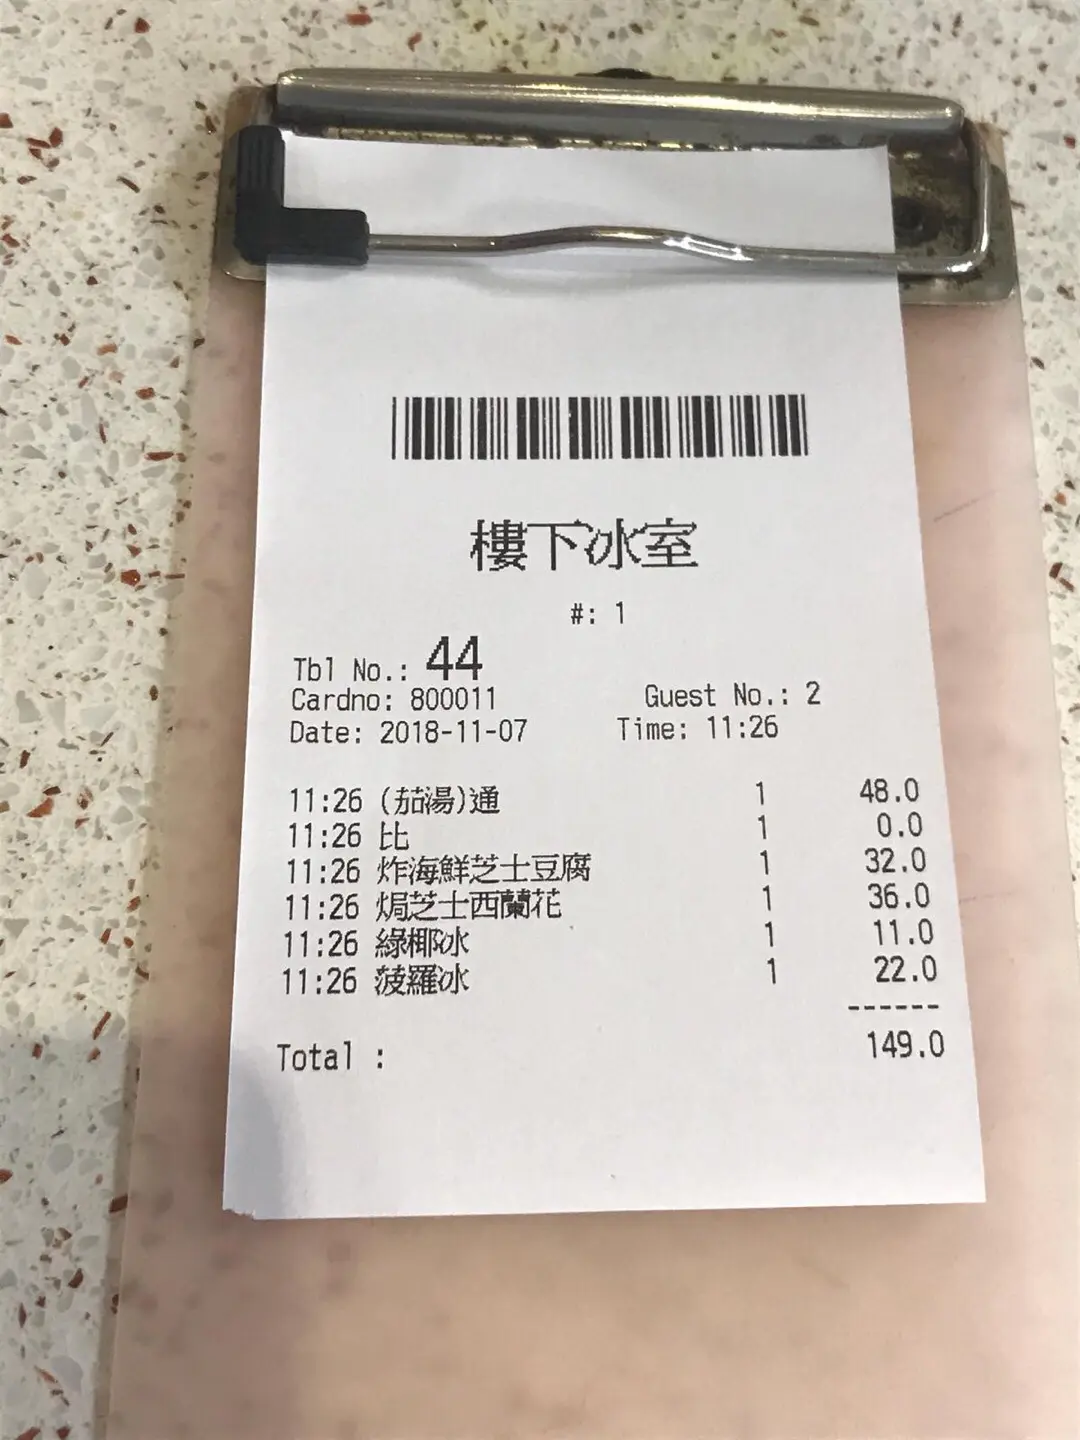 樓下冰室
#: 1
Tbl No.: 44
Cardno: 800011 Guest No.: 2
Date: 2018-11-07 Time: 11:26
11:26 (茄湯)通 1 48.0
11:26 比 1 0.0
11:26 炸海鮮芝士豆腐 1 32.0
11:26 焗芝士西蘭花 1 36.0
11:26 綠椰冰 1 11.0
11:26 菠羅冰 1 22.0
------
Total : 149.0